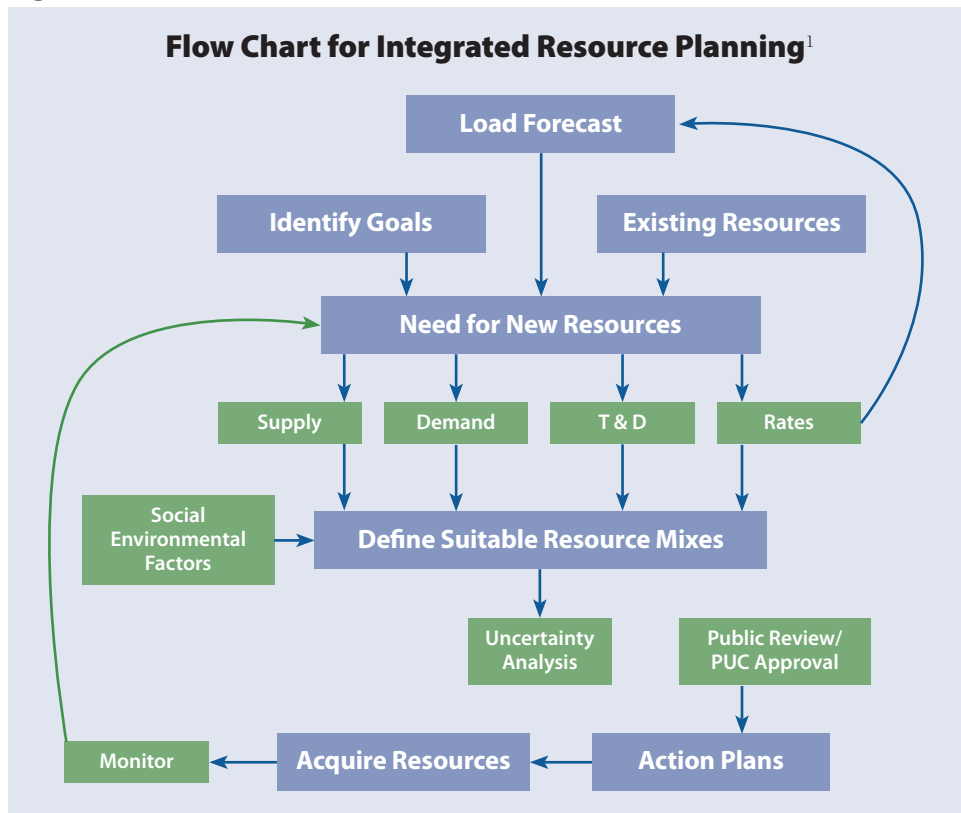 Flow Chart for Integrated Resource Planning1
Load Forecast
Identify Goals
Existing Resources
Need for New Resources
Supply
Demand
T & D
Rates
Social
Environmental
Factors
Define Suitable Resource Mixes
Uncertainty
Analysis
Public Review/
PUC Approval
Monitor
Acquire Resources
Action Plans